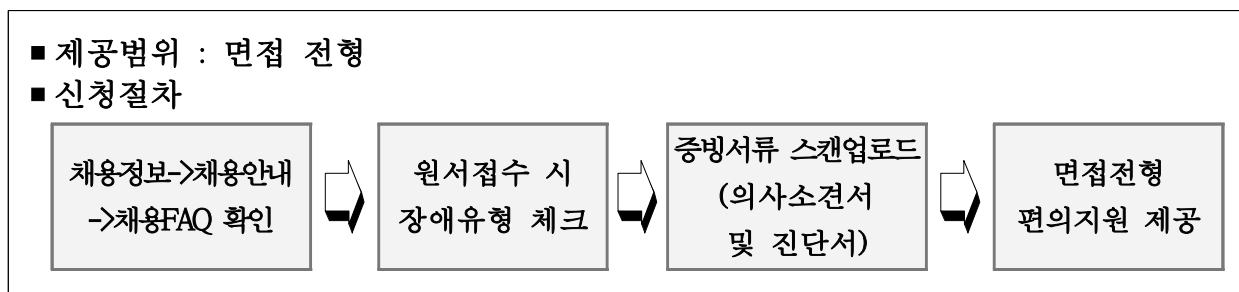 ■ 제공범위 : 면접 전형
■ 신청절차
채용정보->채용안내
->채용FAQ 확인
원서접수 시
장애유형 체크
증빙서류 스캔업로드
(의사소견서
및 진단서)
면접전형
편의지원 제공